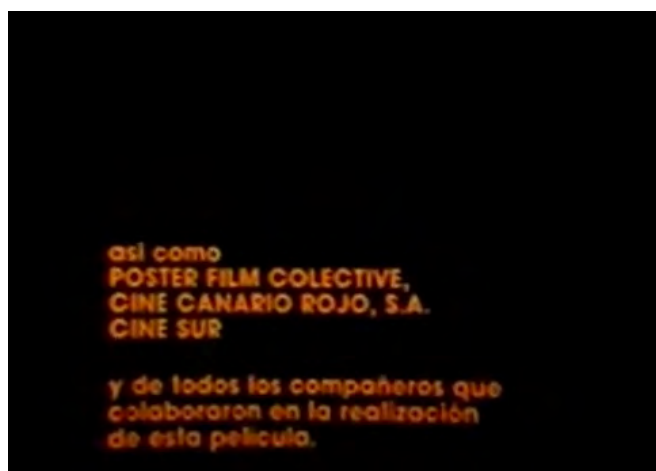 asi como
POSTER FILM COLECTIVE,
CINE CANARIO ROJO, S.A.
CINE SUR
y de todos los compañeros que
colaboraron en la realización
de esta pelicula.